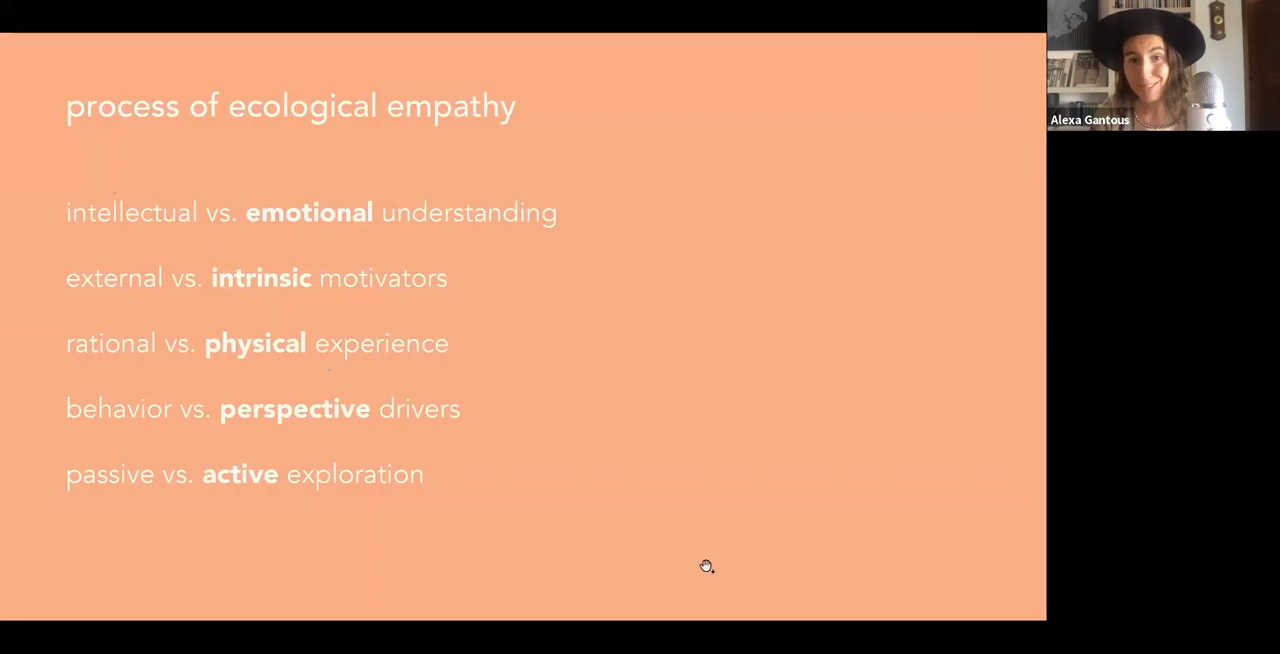 process of ecological empathy
intellectual vs. emotional understanding
external vs. intrinsic motivators
rational vs. physical experience
behavior vs. perspective drivers
passive vs. active exploration
Alexa Gantous